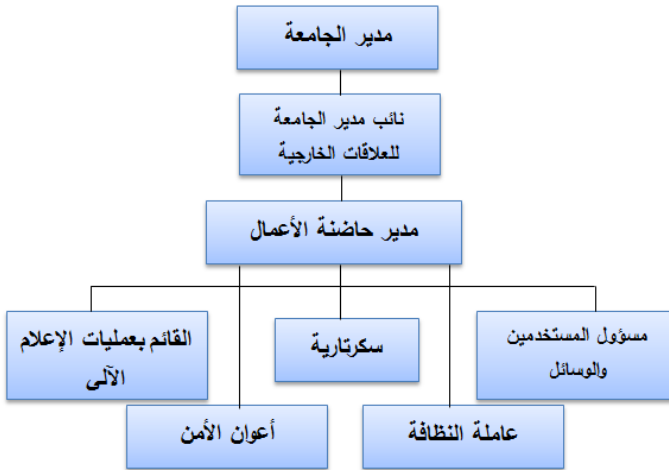 مدير الجامعة
نائب مدير الجامعة
للعلاقات الخارجية
مدير حاضنة الأعمال
مسؤول المستخدمين
والوسائل
سكرتارية
القائم بعمليات الإعلام
الآلي
عاملة النظافة
أعوان الأمن